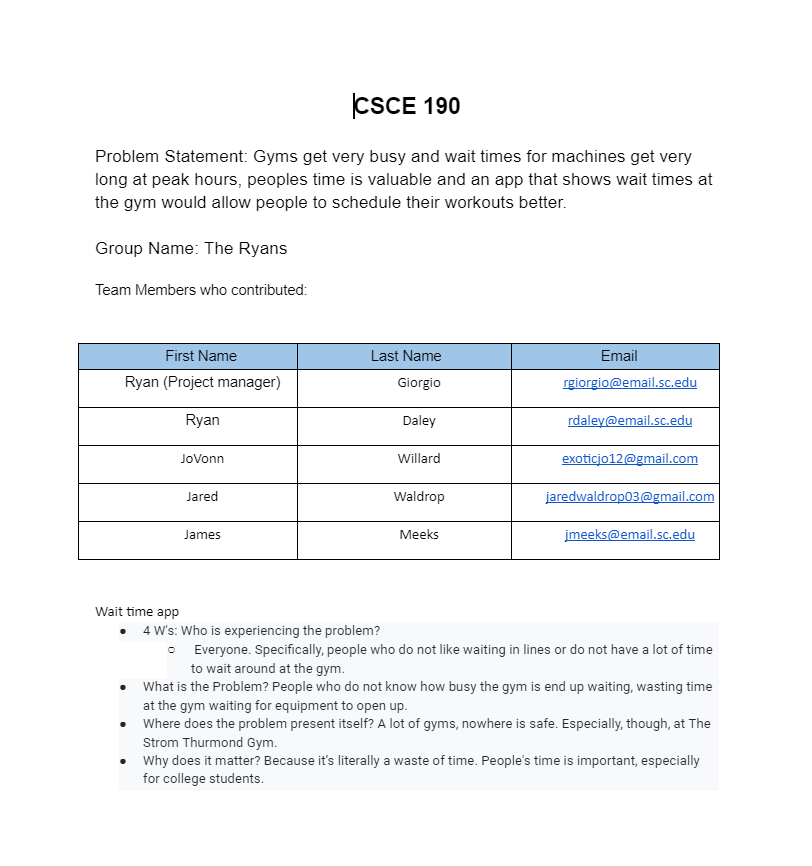 CSCE 190
Problem Statement: Gyms get very busy and wait times for machines get very
long at peak hours, peoples time is valuable and an app that shows wait times at
the gym would allow people to schedule their workouts better.
Group Name: The Ryans
Team Members who contributed:
First Name Last Name Email
Ryan (Project manager) Giorgio rgiorgio@email.sc.edu
Ryan Daley rdaley@email.sc.edu
JoVonn Willard exoticjo12@gmail.com
Jared Waldrop jaredwaldrop03@gmail.com
James Meeks jmeeks@email.sc.edu
Wait time app
● 4 W's: Who is experiencing the problem?
○ Everyone. Specifically, people who do not like waiting in lines or do not have a lot of time
to wait around at the gym.
● What is the Problem? People who do not know how busy the gym is end up waiting, wasting time
at the gym waiting for equipment to open up.
● Where does the problem present itself? A lot of gyms, nowhere is safe. Especially, though, at The
Strom Thurmond Gym.
● Why does it matter? Because it's literally a waste of time. People's time is important, especially
for college students.